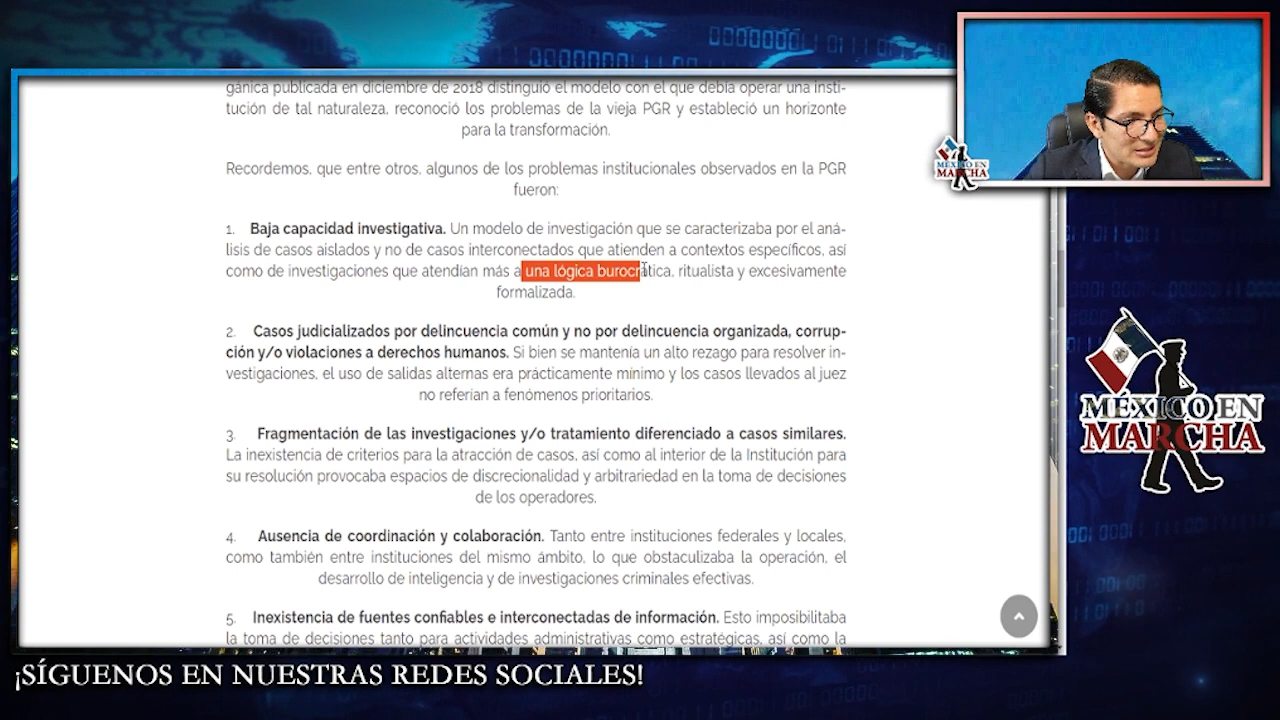 gánica publicada en diciembre de 2018 distinguió el modelo con el que debía operar una insti-
tución de tal naturaleza, reconoció los problemas de la vieja PGR y estableció un horizonte
para la transformación.
Recordemos, que entre otros, algunos de los problemas institucionales observados en la PGR
fueron:
1. Baja capacidad investigativa. Un modelo de investigación que se caracterizaba por el aná-
lisis de casos aislados y no de casos interconectados que atienden a contextos específicos, así
como de investigaciones que atendían más a una lógica burocrática, ritualista y excesivamente
formalizada.
2. Casos judicializados por delincuencia común y no por delincuencia organizada, corrup-
ción y/o violaciones a derechos humanos. Si bien se mantenía un alto rezago para resolver in-
vestigaciones, el uso de salidas alternas era prácticamente mínimo y los casos llevados al juez
no referían a fenómenos prioritarios.
3. Fragmentación de las investigaciones y/o tratamiento diferenciado a casos similares.
La inexistencia de criterios para la atracción de casos, así como al interior de la Institución para
su resolución provocaba espacios de discrecionalidad y arbitrariedad en la toma de decisiones
de los operadores.
4. Ausencia de coordinación y colaboración. Tanto entre instituciones federales y locales,
como también entre instituciones del mismo ámbito, lo que obstaculizaba la operación, el
desarrollo de inteligencia y de investigaciones criminales efectivas.
5. Inexistencia de fuentes confiables e interconectadas de información. Esto imposibilitaba
la toma de decisiones tanto para actividades administrativas como estratégicas, así como la
MÉXICO EN
MARCHA
MÉXICO EN
MARCHA
¡SÍGUENOS EN NUESTRAS REDES SOCIALES!